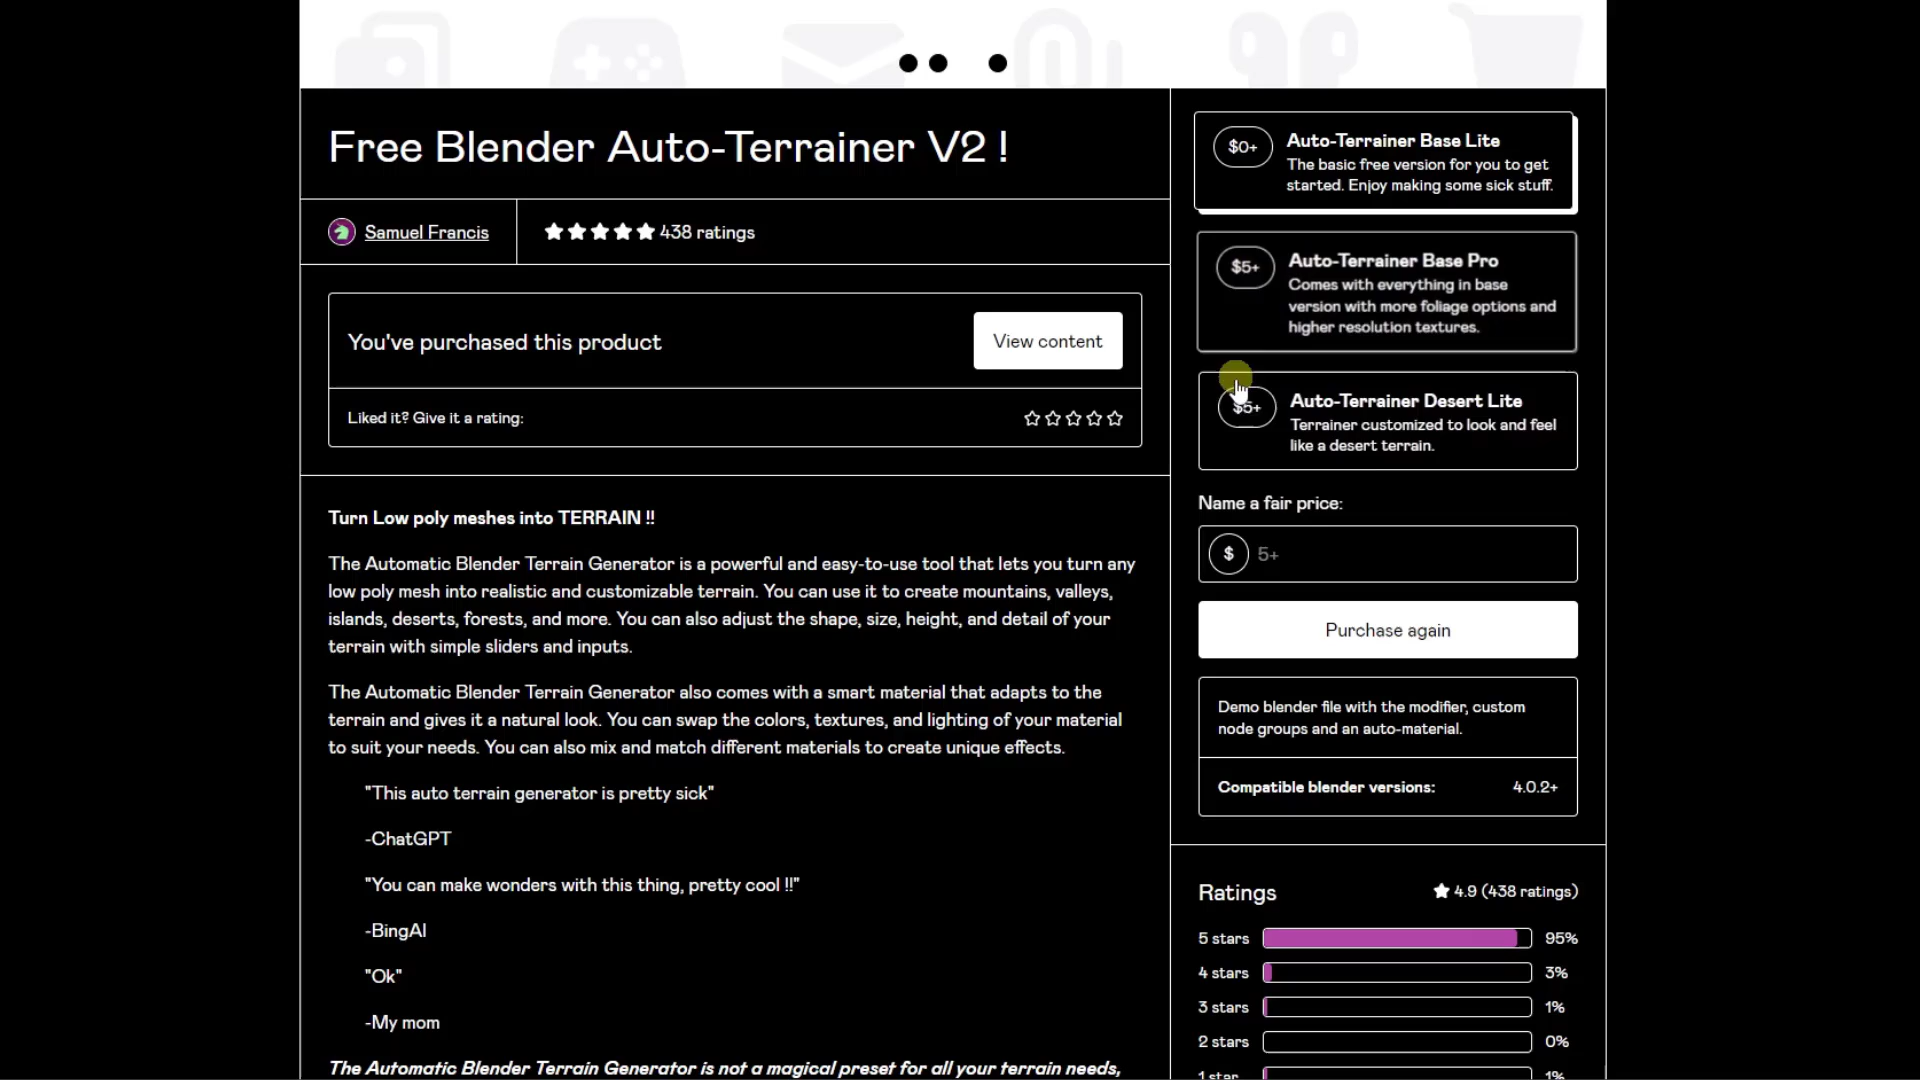 Free Blender Auto-Terrainer V2 !
Samuel Francis
438 ratings
You've purchased this product
View content
Liked it? Give it a rating:
Turn Low poly meshes into TERRAIN !!
The Automatic Blender Terrain Generator is a powerful and easy-to-use tool that lets you turn any
low poly mesh into realistic and customizable terrain. You can use it to create mountains, valleys,
islands, deserts, forests, and more. You can also adjust the shape, size, height, and detail of your
terrain with simple sliders and inputs.
The Automatic Blender Terrain Generator also comes with a smart material that adapts to the
terrain and gives it a natural look. You can swap the colors, textures, and lighting of your material
to suit your needs. You can also mix and match different materials to create unique effects.
"This auto terrain generator is pretty sick"
-ChatGPT
"You can make wonders with this thing, pretty cool !!"
-BingAI
"Ok"
-My mom
The Automatic Blender Terrain Generator is not a magical preset for all your terrain needs,
$0+
Auto-Terrainer Base Lite
The basic free version for you to get
started. Enjoy making some sick stuff.
$5+
Auto-Terrainer Base Pro
Comes with everything in base
version with more foliage options and
higher resolution textures.
$5+
Auto-Terrainer Desert Lite
Terrainer customized to look and feel
like a desert terrain.
Name a fair price:
$ 5+
Purchase again
Demo blender file with the modifier, custom
node groups and an auto-material.
Compatible blender versions: 4.0.2+
Ratings 4.9 (438 ratings)
5 stars 95%
4 stars 3%
3 stars 1%
2 stars 0%
1 star 1%